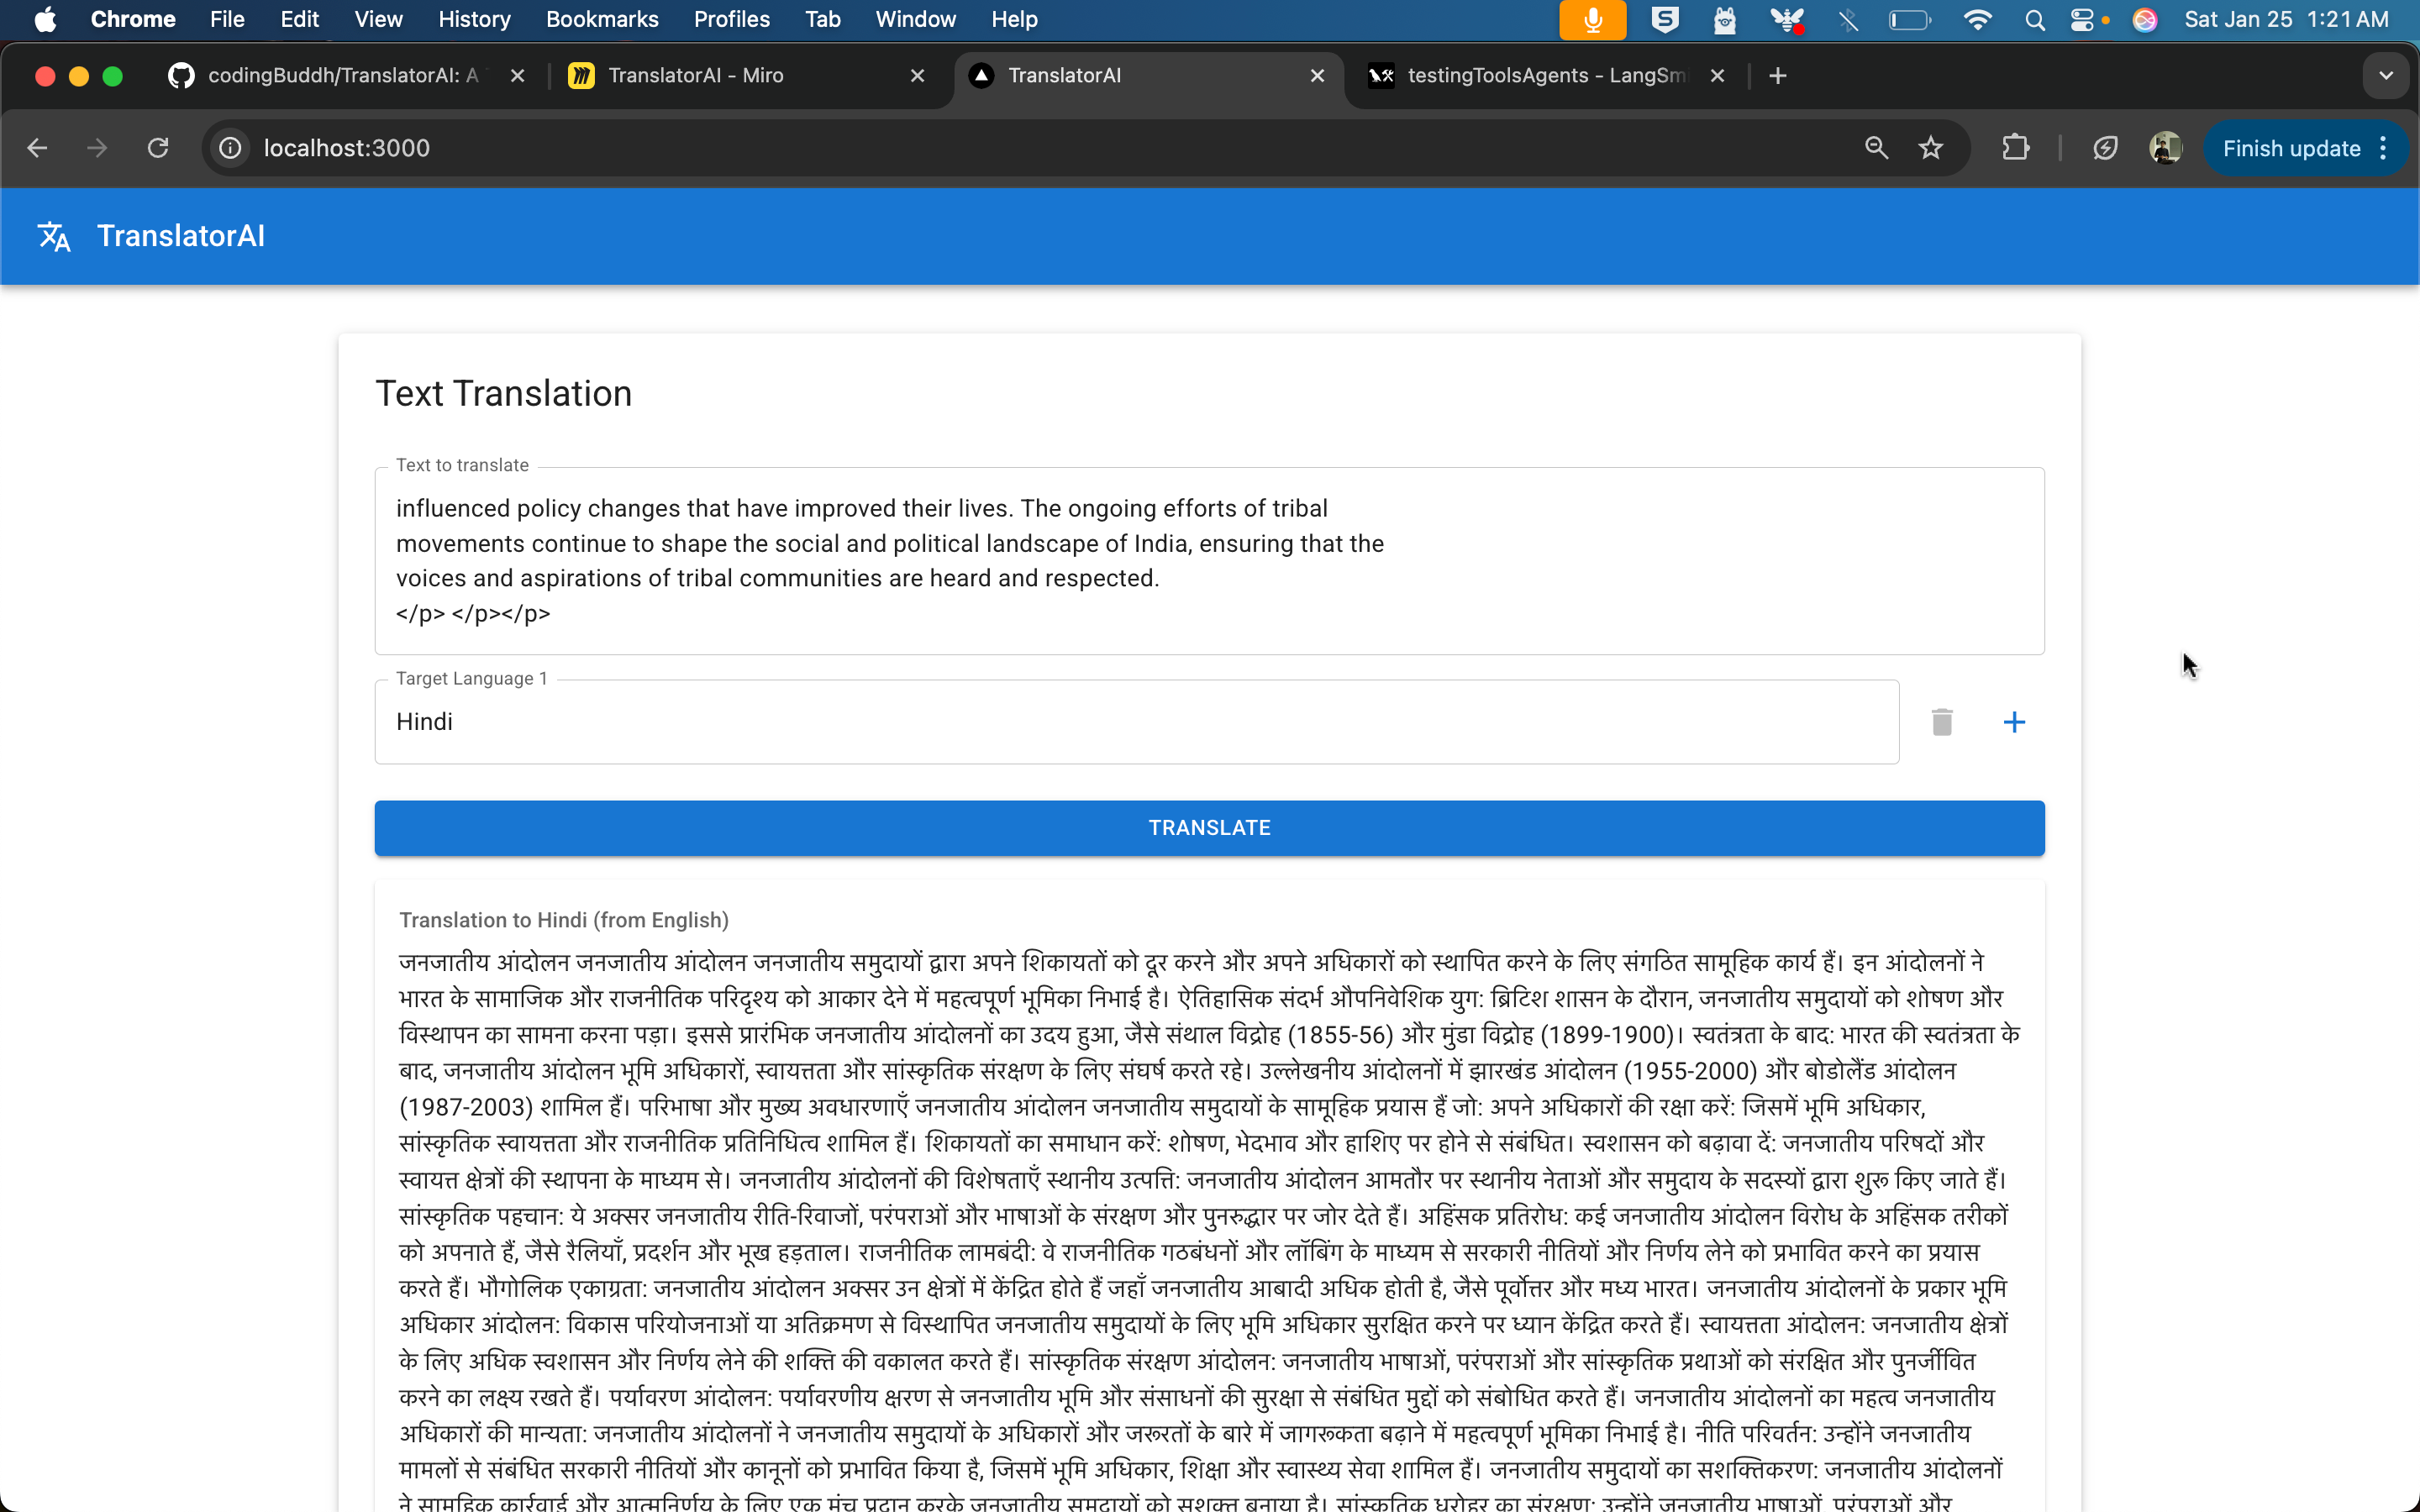 Chrome File Edit View History Bookmarks Profiles Tab Window Help Sat Jan 25 1:21 AM
codingBuddh/TranslatorAI: A TranslatorAI - Miro TranslatorAI testingToolsAgents - LangSm
localhost:3000 Finish update
TranslatorAI
Text Translation
Text to translate
influenced policy changes that have improved their lives. The ongoing efforts of tribal
movements continue to shape the social and political landscape of India, ensuring that the
voices and aspirations of tribal communities are heard and respected.
</p> </p></p>
Target Language 1
Hindi
TRANSLATE
Translation to Hindi (from English)
जनजातीय आंदोलन जनजातीय आंदोलन जनजातीय समुदायों द्वारा अपने शिकायतों को दूर करने और अपने अधिकारों को स्थापित करने के लिए संगठित सामूहिक कार्य हैं। इन आंदोलनों ने
भारत के सामाजिक और राजनीतिक परिदृश्य को आकार देने में महत्वपूर्ण भूमिका निभाई है। ऐतिहासिक संदर्भ औपनिवेशिक युग: ब्रिटिश शासन के दौरान, जनजातीय समुदायों को शोषण और
विस्थापन का सामना करना पड़ा। इससे प्रारंभिक जनजातीय आंदोलनों का उदय हुआ, जैसे संथाल विद्रोह (1855-56) और मुंडा विद्रोह (1899-1900)। स्वतंत्रता के बाद: भारत की स्वतंत्रता के
बाद, जनजातीय आंदोलन भूमि अधिकारों, स्वायत्तता और सांस्कृतिक संरक्षण के लिए संघर्ष करते रहे। उल्लेखनीय आंदोलनों में झारखंड आंदोलन (1955-2000) और बोडोलैंड आंदोलन
(1987-2003) शामिल हैं। परिभाषा और मुख्य अवधारणाएँ जनजातीय आंदोलन जनजातीय समुदायों के सामूहिक प्रयास हैं जो: अपने अधिकारों की रक्षा करें: जिसमें भूमि अधिकार,
सांस्कृतिक स्वायत्तता और राजनीतिक प्रतिनिधित्व शामिल हैं। शिकायतों का समाधान करें: शोषण, भेदभाव और हाशिए पर होने से संबंधित। स्वशासन को बढ़ावा दें: जनजातीय परिषदों और
स्वायत्त क्षेत्रों की स्थापना के माध्यम से। जनजातीय आंदोलनों की विशेषताएँ स्थानीय उत्पत्ति: जनजातीय आंदोलन आमतौर पर स्थानीय नेताओं और समुदाय के सदस्यों द्वारा शुरू किए जाते हैं।
सांस्कृतिक पहचान: ये अक्सर जनजातीय रीति-रिवाजों, परंपराओं और भाषाओं के संरक्षण और पुनरुद्धार पर जोर देते हैं। अहिंसक प्रतिरोध: कई जनजातीय आंदोलन विरोध के अहिंसक तरीकों
को अपनाते हैं, जैसे रैलियाँ, प्रदर्शन और भूख हड़ताल। राजनीतिक लामबंदी: वे राजनीतिक गठबंधनों और लॉबिंग के माध्यम से सरकारी नीतियों और निर्णय लेने को प्रभावित करने का प्रयास
करते हैं। भौगोलिक एकाग्रता: जनजातीय आंदोलन अक्सर उन क्षेत्रों में केंद्रित होते हैं जहाँ जनजातीय आबादी अधिक होती है, जैसे पूर्वोत्तर और मध्य भारत। जनजातीय आंदोलनों के प्रकार भूमि
अधिकार आंदोलन: विकास परियोजनाओं या अतिक्रमण से विस्थापित जनजातीय समुदायों के लिए भूमि अधिकार सुरक्षित करने पर ध्यान केंद्रित करते हैं। स्वायत्तता आंदोलन: जनजातीय क्षेत्रों
के लिए अधिक स्वशासन और निर्णय लेने की शक्ति की वकालत करते हैं। सांस्कृतिक संरक्षण आंदोलन: जनजातीय भाषाओं, परंपराओं और सांस्कृतिक प्रथाओं को संरक्षित और पुनर्जीवित
करने का लक्ष्य रखते हैं। पर्यावरण आंदोलन: पर्यावरणीय क्षरण से जनजातीय भूमि और संसाधनों की सुरक्षा से संबंधित मुद्दों को संबोधित करते हैं। जनजातीय आंदोलनों का महत्व जनजातीय
अधिकारों की मान्यता: जनजातीय आंदोलनों ने जनजातीय समुदायों के अधिकारों और जरूरतों के बारे में जागरूकता बढ़ाने में महत्वपूर्ण भूमिका निभाई है। नीति परिवर्तन: उन्होंने जनजातीय
मामलों से संबंधित सरकारी नीतियों और कानूनों को प्रभावित किया है, जिसमें भूमि अधिकार, शिक्षा और स्वास्थ्य सेवा शामिल हैं। जनजातीय समुदायों का सशक्तिकरण: जनजातीय आंदोलनों
ने सामूहिक कार्रवाई और आत्मनिर्णय के लिए एक मंच प्रदान करके जनजातीय समुदायों को सशक्त बनाया है। सांस्कृतिक धरोहर का संरक्षण: उन्होंने जनजातीय भाषाओं, परंपराओं और